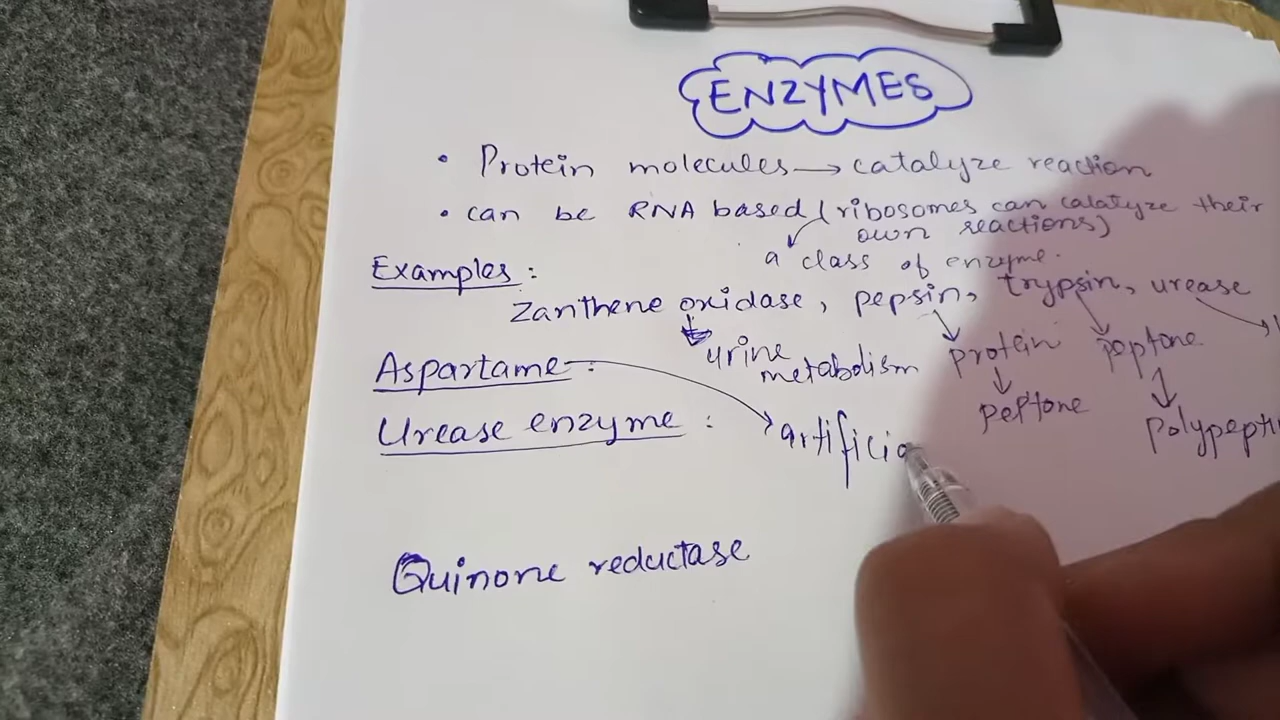 ENZYMES
• Protein molecules → catalyze reaction
• can be RNA based (ribosomes can catatyze their
own reactions)
a class of enzyme.
Examples :
Zanthene oxidase, pepsin, trypsin, urease
urine metabolism
protein
peptone
peptone
polypepti
Aspartame :
artificia
Urease enzyme :
Quinone reductase